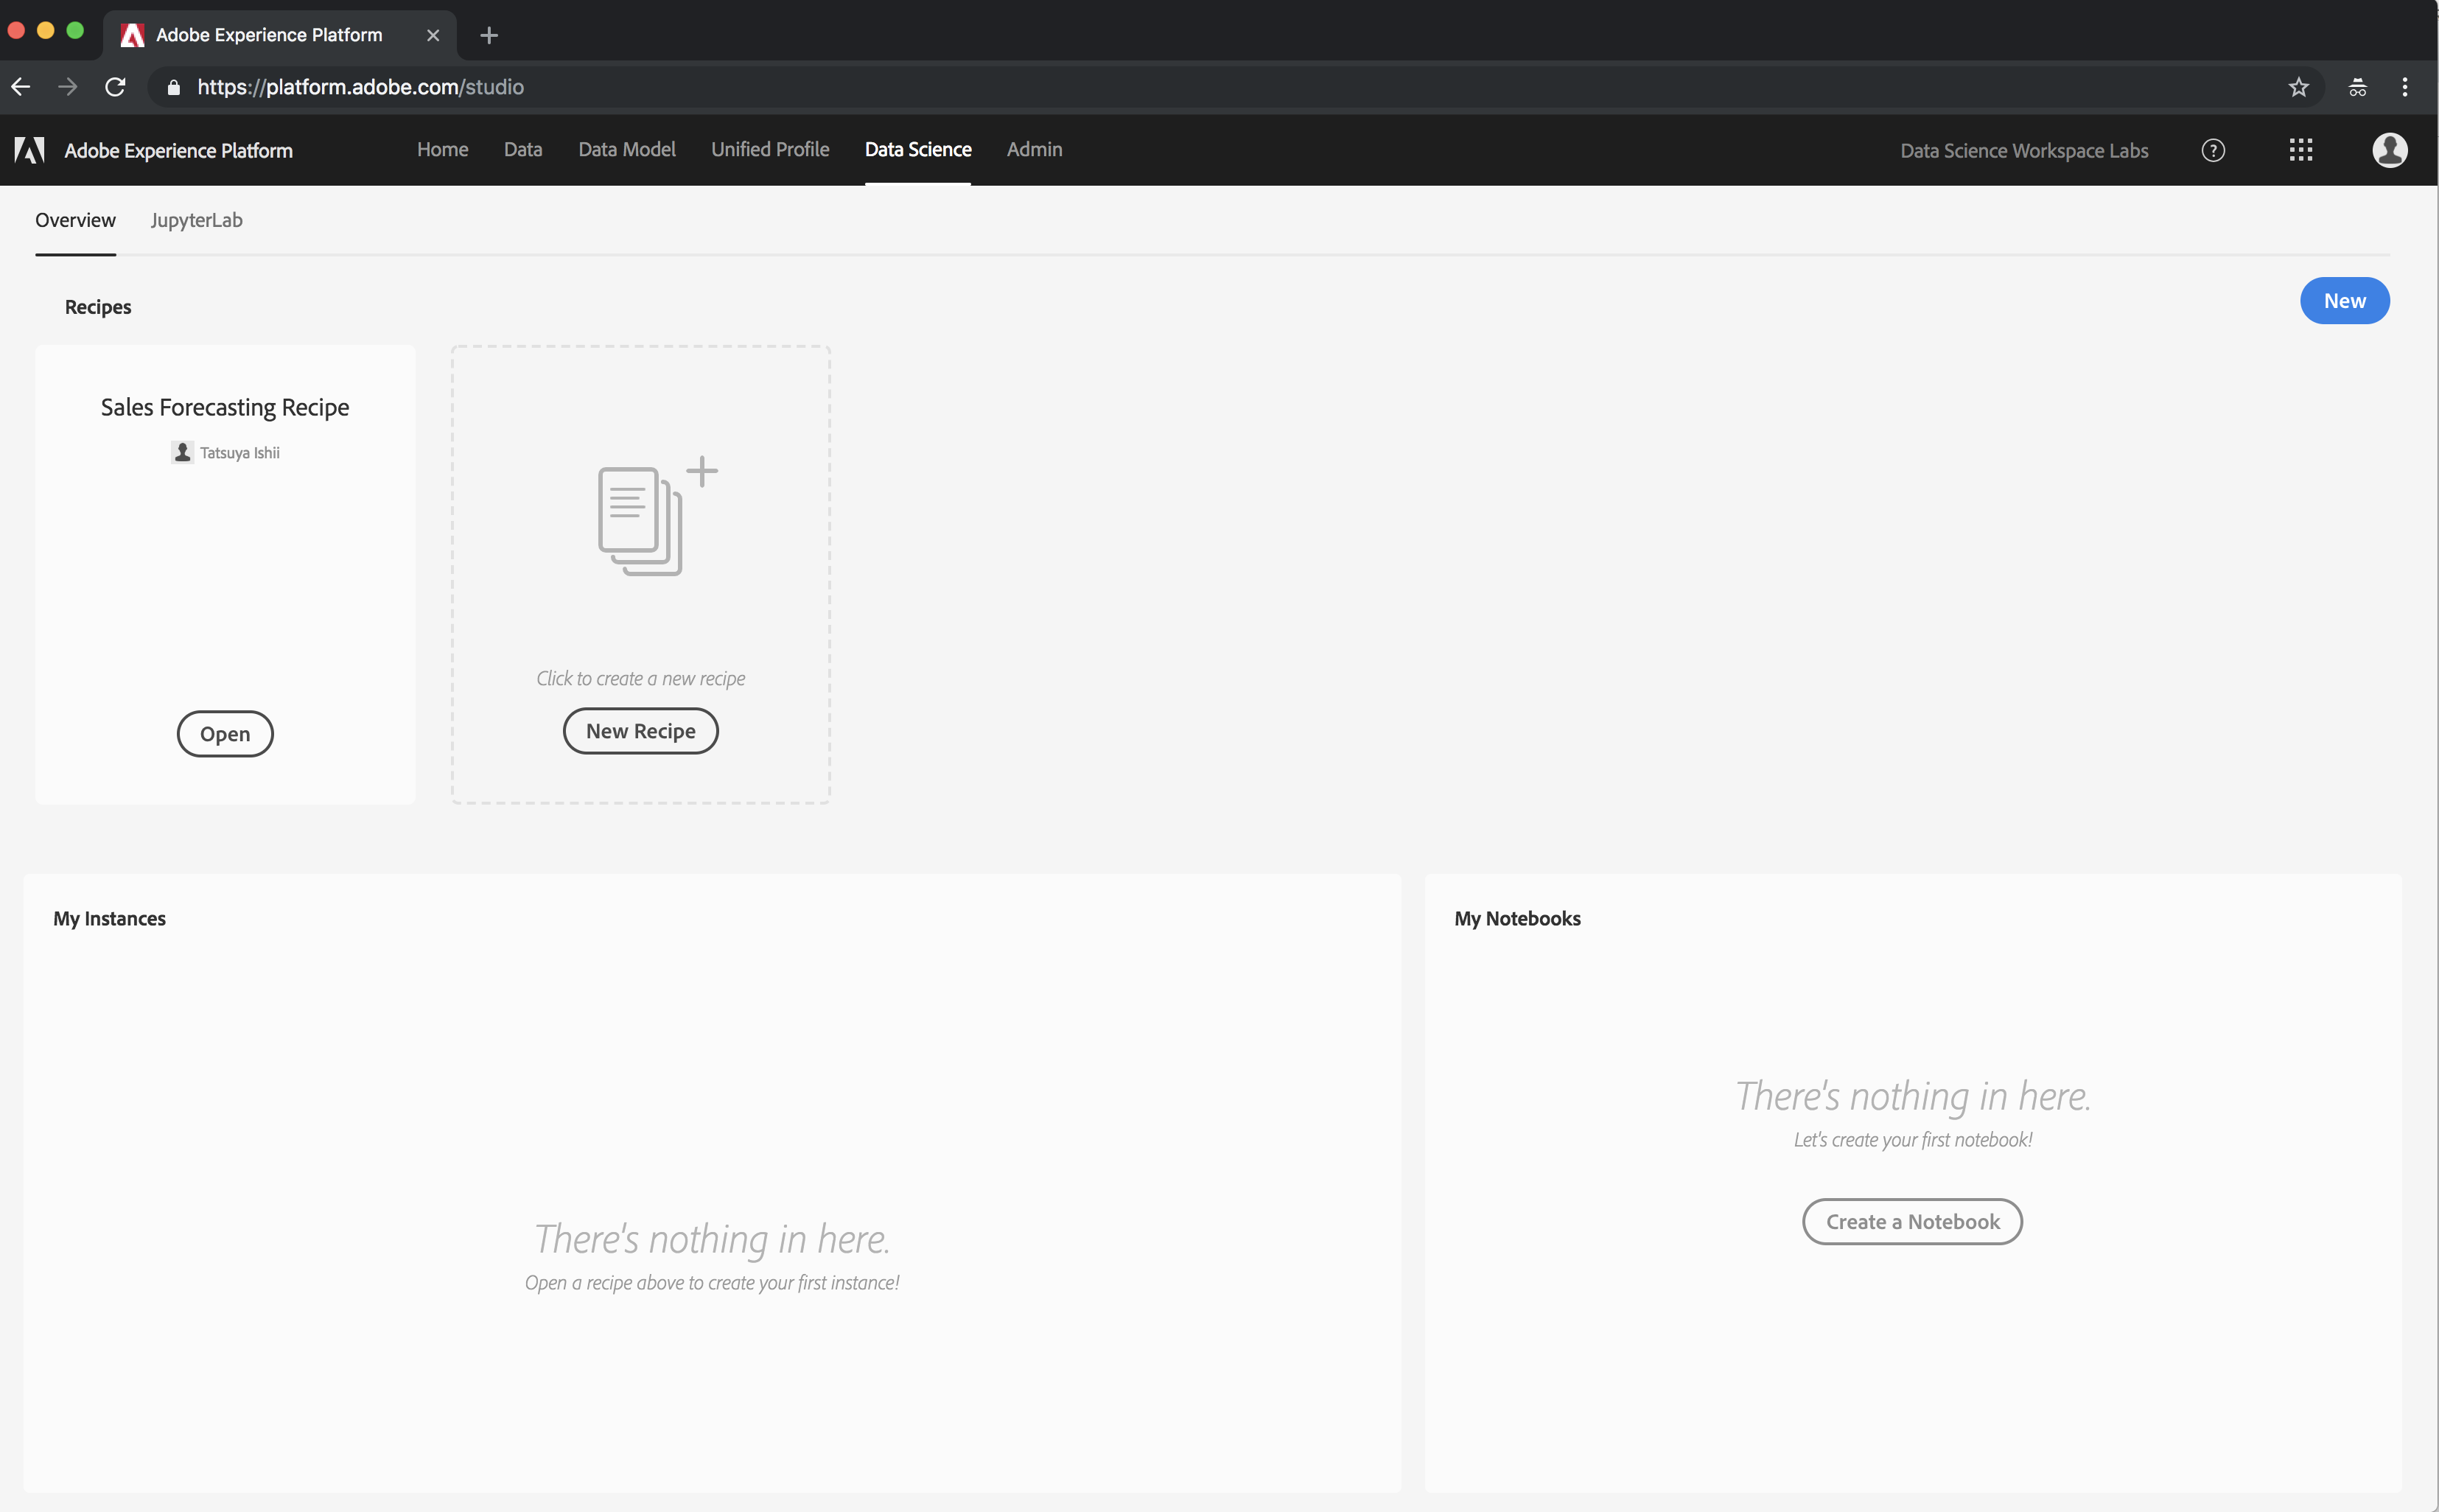 Adobe Experience Platform
https://platform.adobe.com/studio
Adobe Experience Platform
Home Data Data Model Unified Profile Data Science Admin
Data Science Workspace Labs
?
Overview JupyterLab
Recipes
New
Sales Forecasting Recipe
Tatsuya Ishii
Open
Click to create a new recipe
New Recipe
My Instances
There's nothing in here.
Open a recipe above to create your first instance!
My Notebooks
There's nothing in here.
Let's create your first notebook!
Create a Notebook